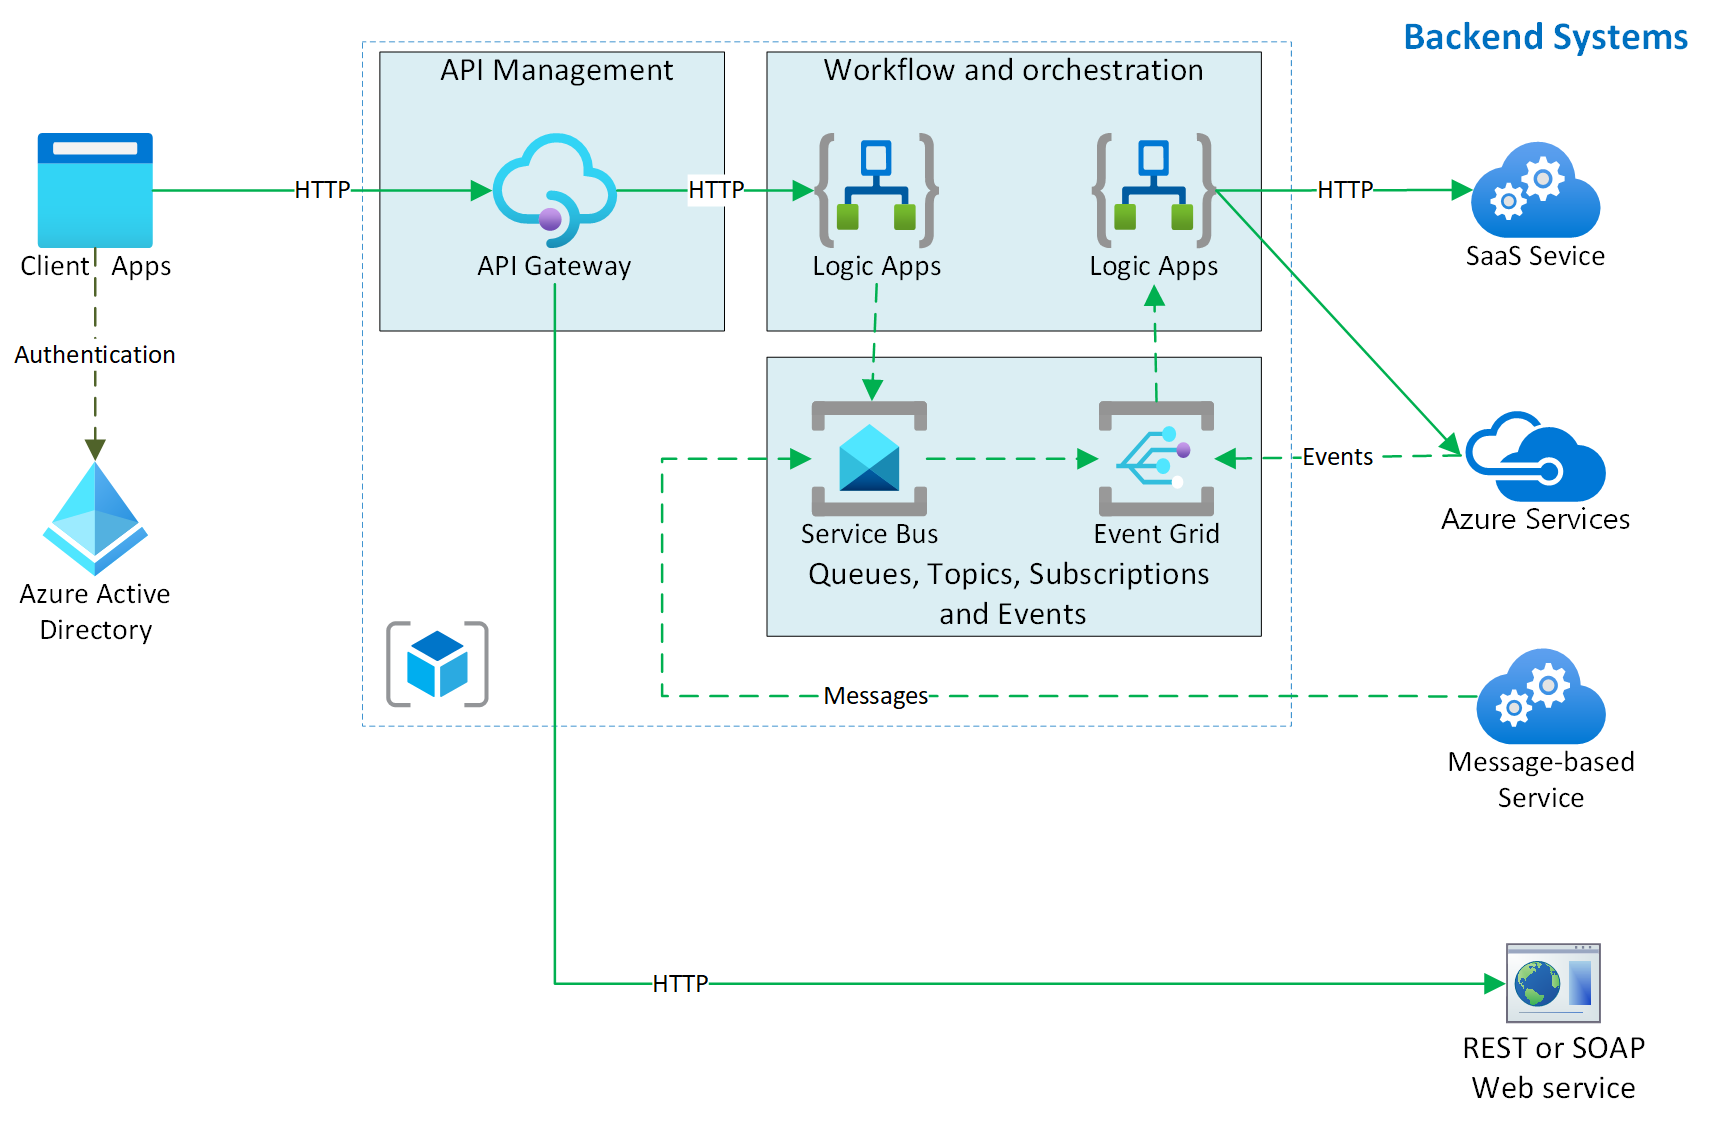 Backend Systems
API Management
Workflow and orchestration
HTTP
HTTP
HTTP
Client Apps
API Gateway
Logic Apps
Logic Apps
SaaS Sevice
Authentication
Events
Service Bus
Event Grid
Azure Services
Queues, Topics, Subscriptions
and Events
Azure Active
Directory
Messages
Message-based
Service
HTTP
REST or SOAP
Web service